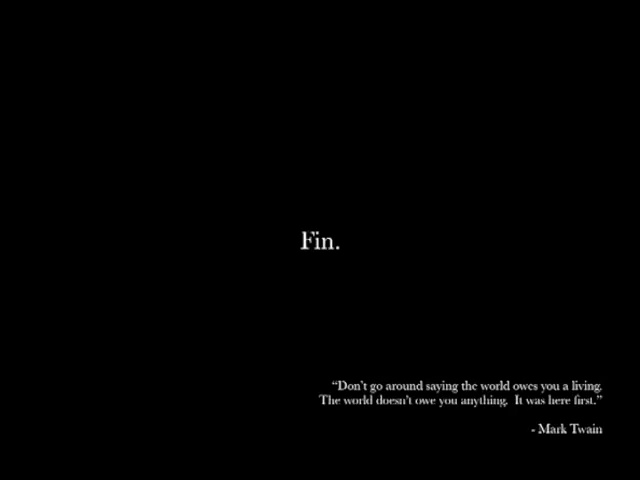 Fin.
“Don’t go around saying the world owes you a living.
The world doesn’t owe you anything.  It was here first.”
- Mark Twain